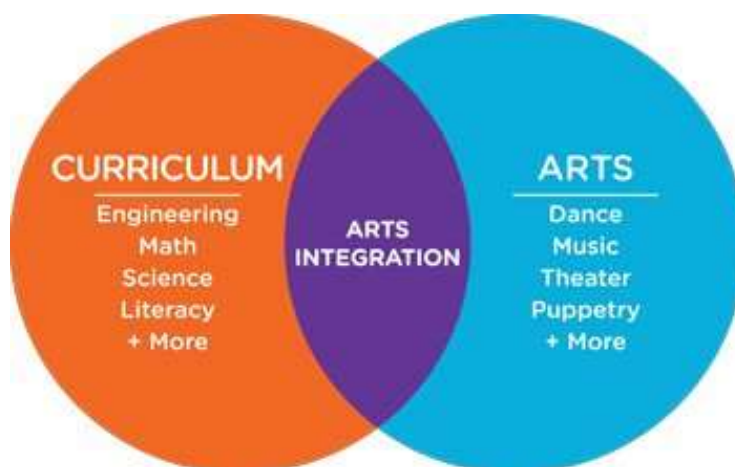 CURRICULUM
Engineering
Math
Science
Literacy
+ More
ARTS
INTEGRATION
ARTS
Dance
Music
Theater
Puppetry
+ More